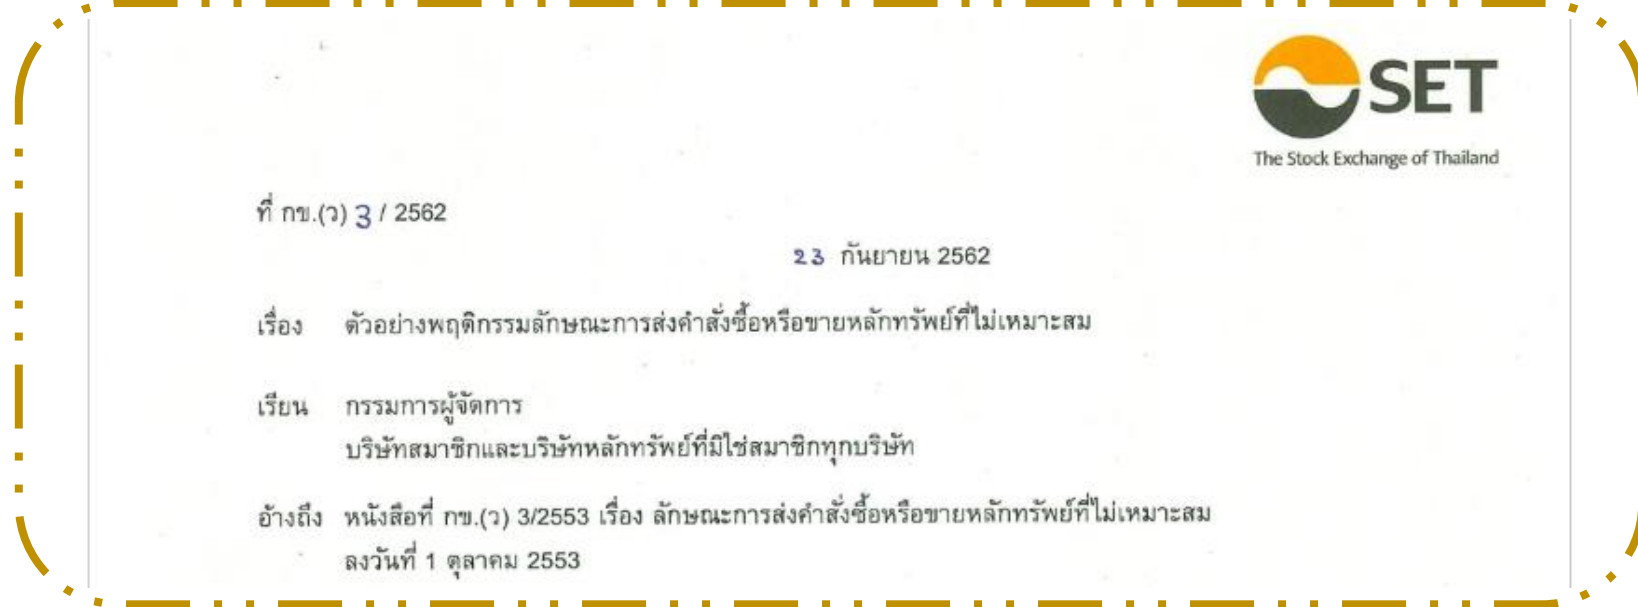 SET
The Stock Exchange of Thailand
ที่ กข.(ว) 3 / 2562
23 กันยายน 2562
เรื่อง ตัวอย่างพฤติกรรมลักษณะการส่งคำสั่งซื้อหรือขายหลักทรัพย์ที่ไม่เหมาะสม
เรียน กรรมการผู้จัดการ
บริษัทสมาชิกและบริษัทหลักทรัพย์ที่มิใช่สมาชิกทุกบริษัท
อ้างถึง หนังสือที่ กข.(ว) 3/2553 เรื่อง ลักษณะการส่งคำสั่งซื้อหรือขายหลักทรัพย์ที่ไม่เหมาะสม
ลงวันที่ 1 ตุลาคม 2553